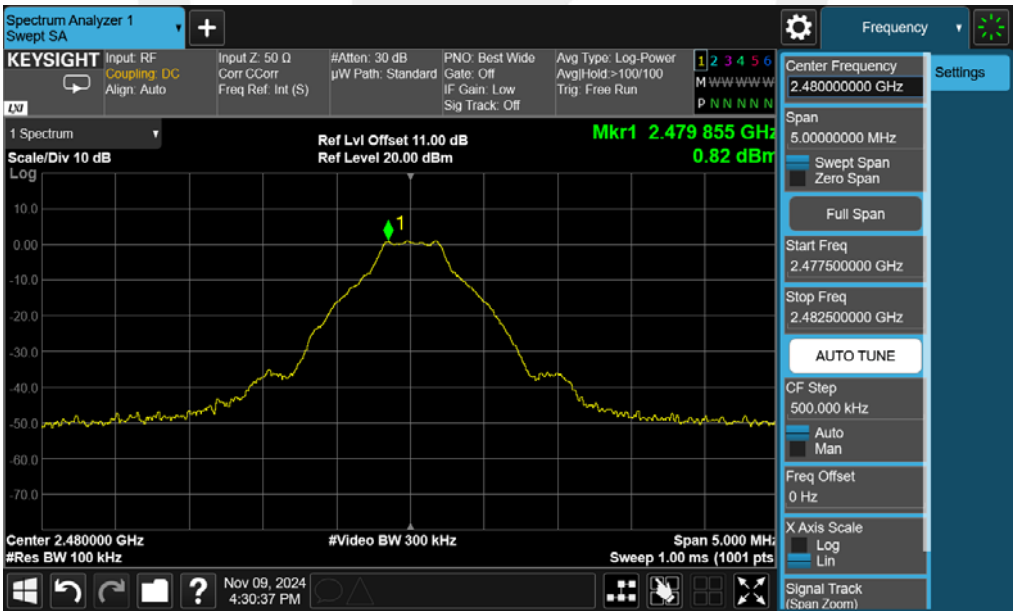 Spectrum Analyzer 1
Swept SA
Frequency
KEYSIGHT
LXI
Input: RF
Coupling: DC
Align: Auto
Input Z: 50 Ω
Corr CCorr
Freq Ref: Int (S)
#Atten: 30 dB
µW Path: Standard
PNO: Best Wide
Gate: Off
IF Gain: Low
Sig Track: Off
Avg Type: Log-Power
Avg|Hold:>100/100
Trig: Free Run
1 2 3 4 5 6
M W W W W W
P N N N N N
1 Spectrum
Scale/Div 10 dB
Log
Ref Lvl Offset 11.00 dB
Ref Level 20.00 dBm
Mkr1 2.479 855 GHz
0.82 dBm
1
10.0
0.00
-10.0
-20.0
-30.0
-40.0
-50.0
-60.0
-70.0
Center 2.480000 GHz
#Res BW 100 kHz
#Video BW 300 kHz
Span 5.000 MHz
Sweep 1.00 ms (1001 pts
Nov 09, 2024
4:30:37 PM
?
Center Frequency
2.480000000 GHz
Settings
Span
5.00000000 MHz
Swept Span
Zero Span
Full Span
Start Freq
2.477500000 GHz
Stop Freq
2.482500000 GHz
AUTO TUNE
CF Step
500.000 kHz
Auto
Man
Freq Offset
0 Hz
X Axis Scale
Log
Lin
Signal Track
(Span Zoom)